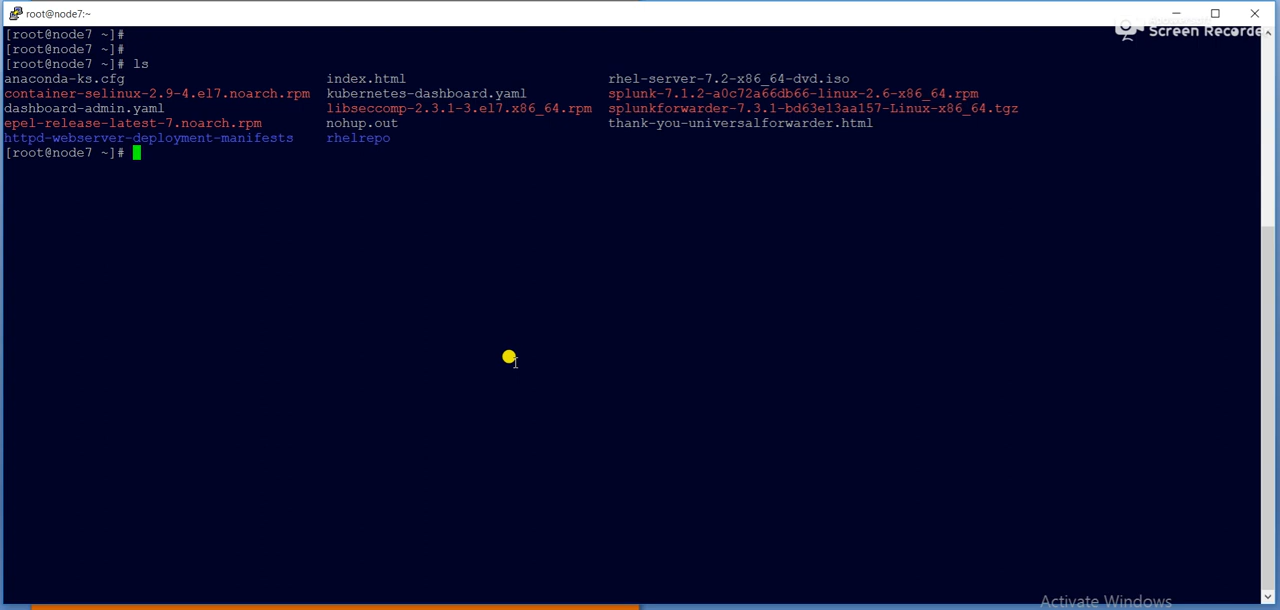 root@node7:~
Screen Recorde
[root@node7 ~]#
[root@node7 ~]#
[root@node7 ~]# ls
anaconda-ks.cfg index.html rhel-server-7.2-x86_64-dvd.iso
container-selinux-2.9-4.el7.noarch.rpm kubernetes-dashboard.yaml splunk-7.1.2-a0c72a66db66-linux-2.6-x86_64.rpm
dashboard-admin.yaml libseccomp-2.3.1-3.el7.x86_64.rpm splunkforwarder-7.3.1-bd63e13aa157-Linux-x86_64.tgz
epel-release-latest-7.noarch.rpm nohup.out thank-you-universalforwarder.html
httpd-webserver-deployment-manifests rhelrepo
[root@node7 ~]#
Activate Windows